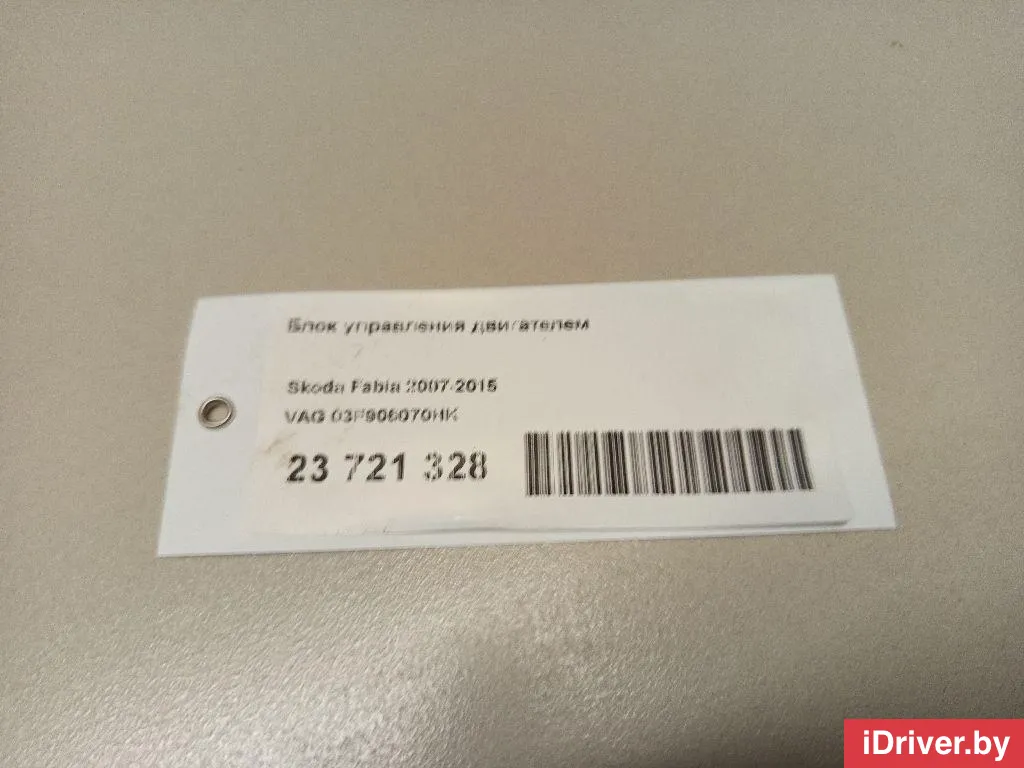 Блок управления двигателем
Skoda Fabia 2007-2015
VAG 03F906070HK
23 721 328
iDriver.by